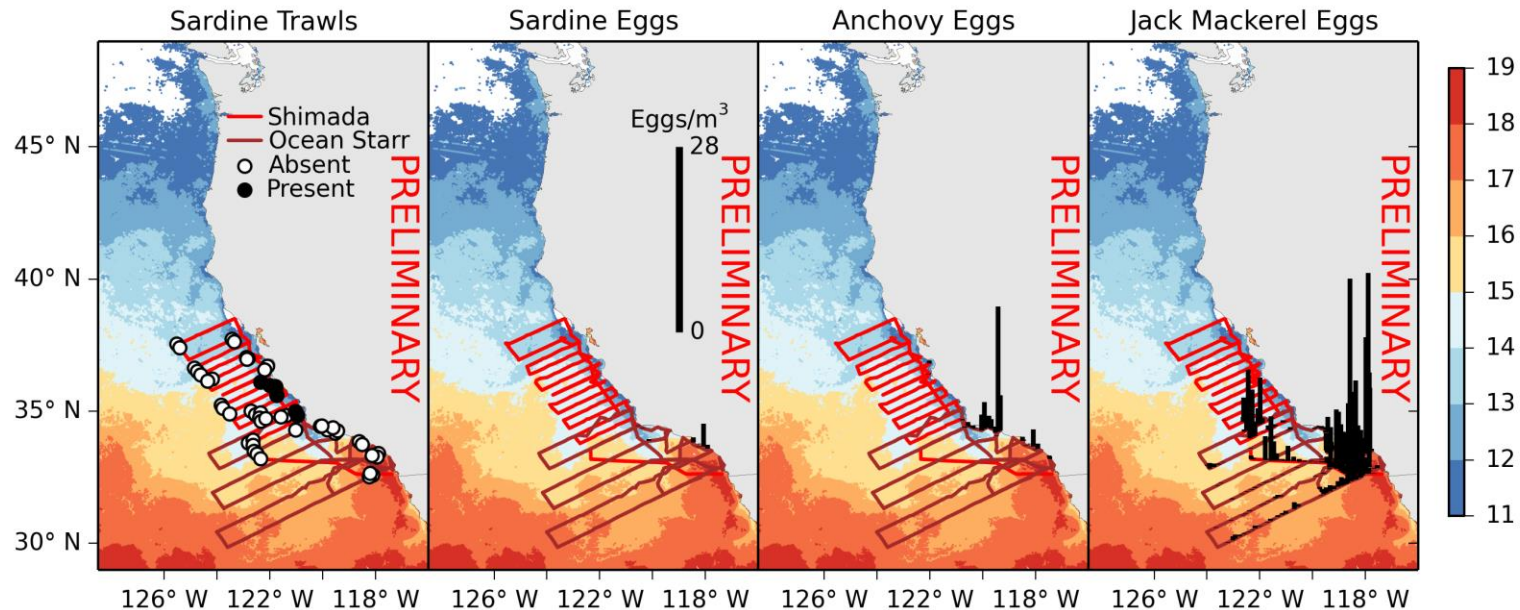 Sardine Trawls
Sardine Eggs
Anchovy Eggs
Jack Mackerel Eggs
Shimada
Ocean Starr
Absent
Present
PRELIMINARY
Eggs/m³
28
0
PRELIMINARY
PRELIMINARY
PRELIMINARY
45° N
40° N
35° N
30° N
126° W 122° W 118° W
126° W 122° W 118° W
126° W 122° W 118° W
126° W 122° W 118° W
19
18
17
16
15
14
13
12
11